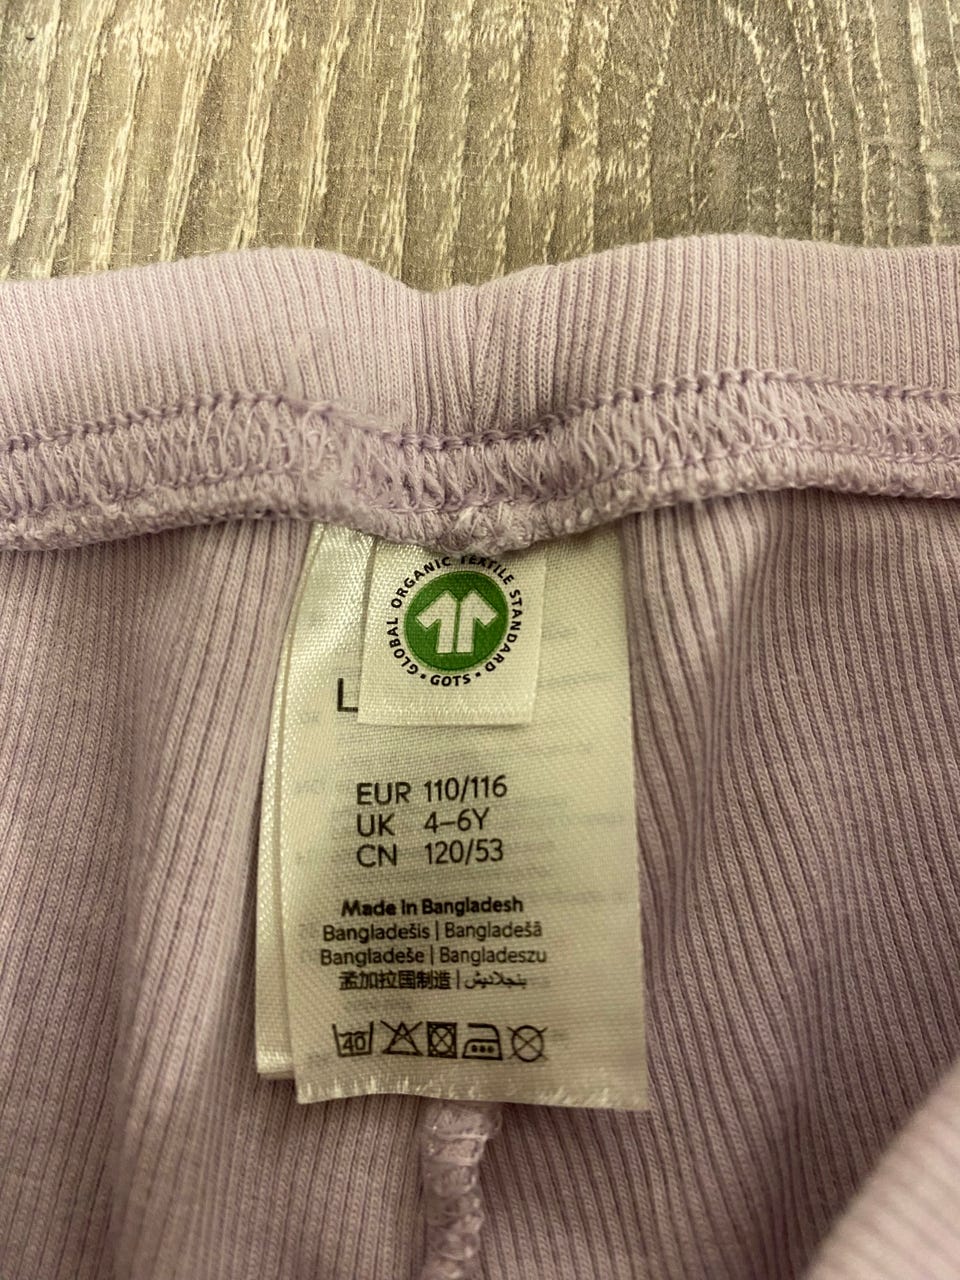 GLOBAL ORGANIC TEXTILE STANDARD • GOTS •
EUR 110/116
UK 4–6Y
CN 120/53
Made in Bangladesh
Bangladešis | Bangladešā
Bangladeše | Bangladeszu
孟加拉国制造 | بنجلاديش
40